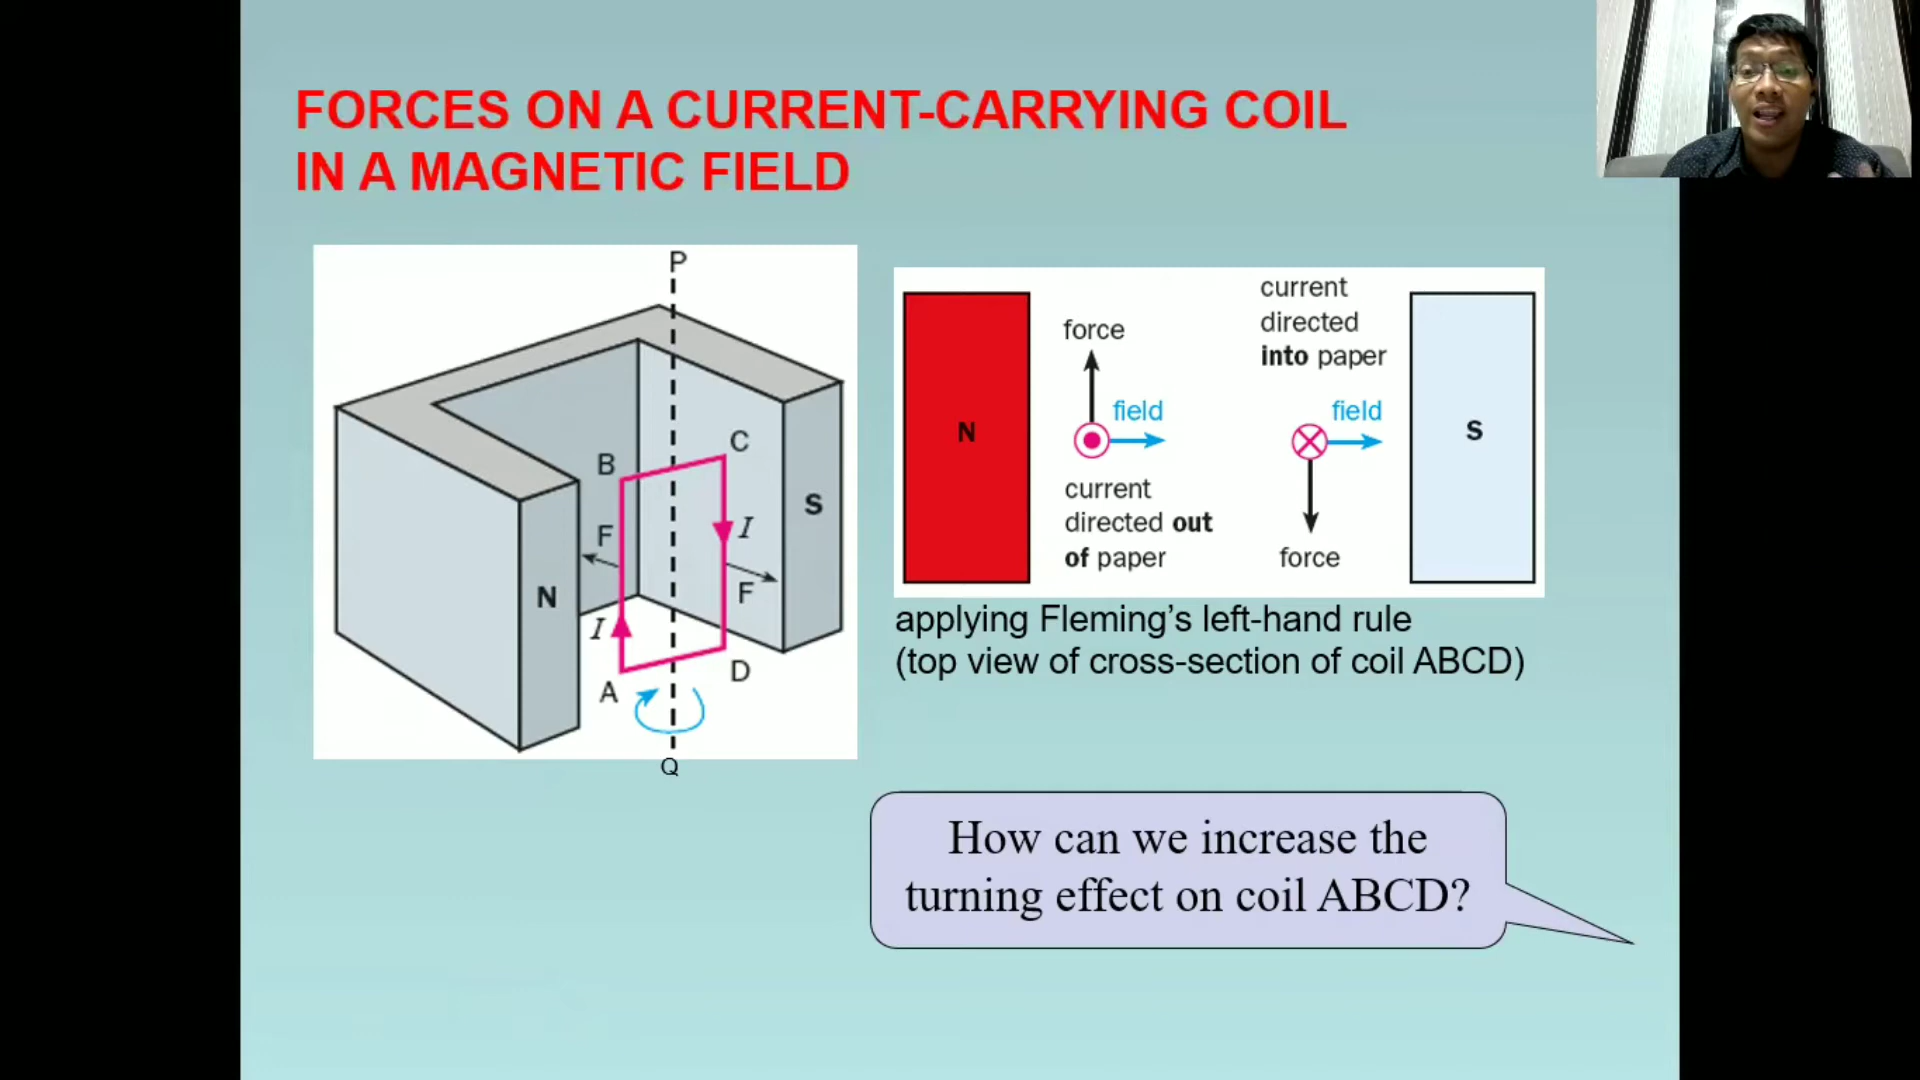 FORCES ON A CURRENT-CARRYING COIL
IN A MAGNETIC FIELD
P
C
B
S
I
F
F
N
I
D
A
Q
current
directed
into paper
force
field
field
N
S
current
directed out
of paper
force
applying Fleming’s left-hand rule
(top view of cross-section of coil ABCD)
How can we increase the
turning effect on coil ABCD?